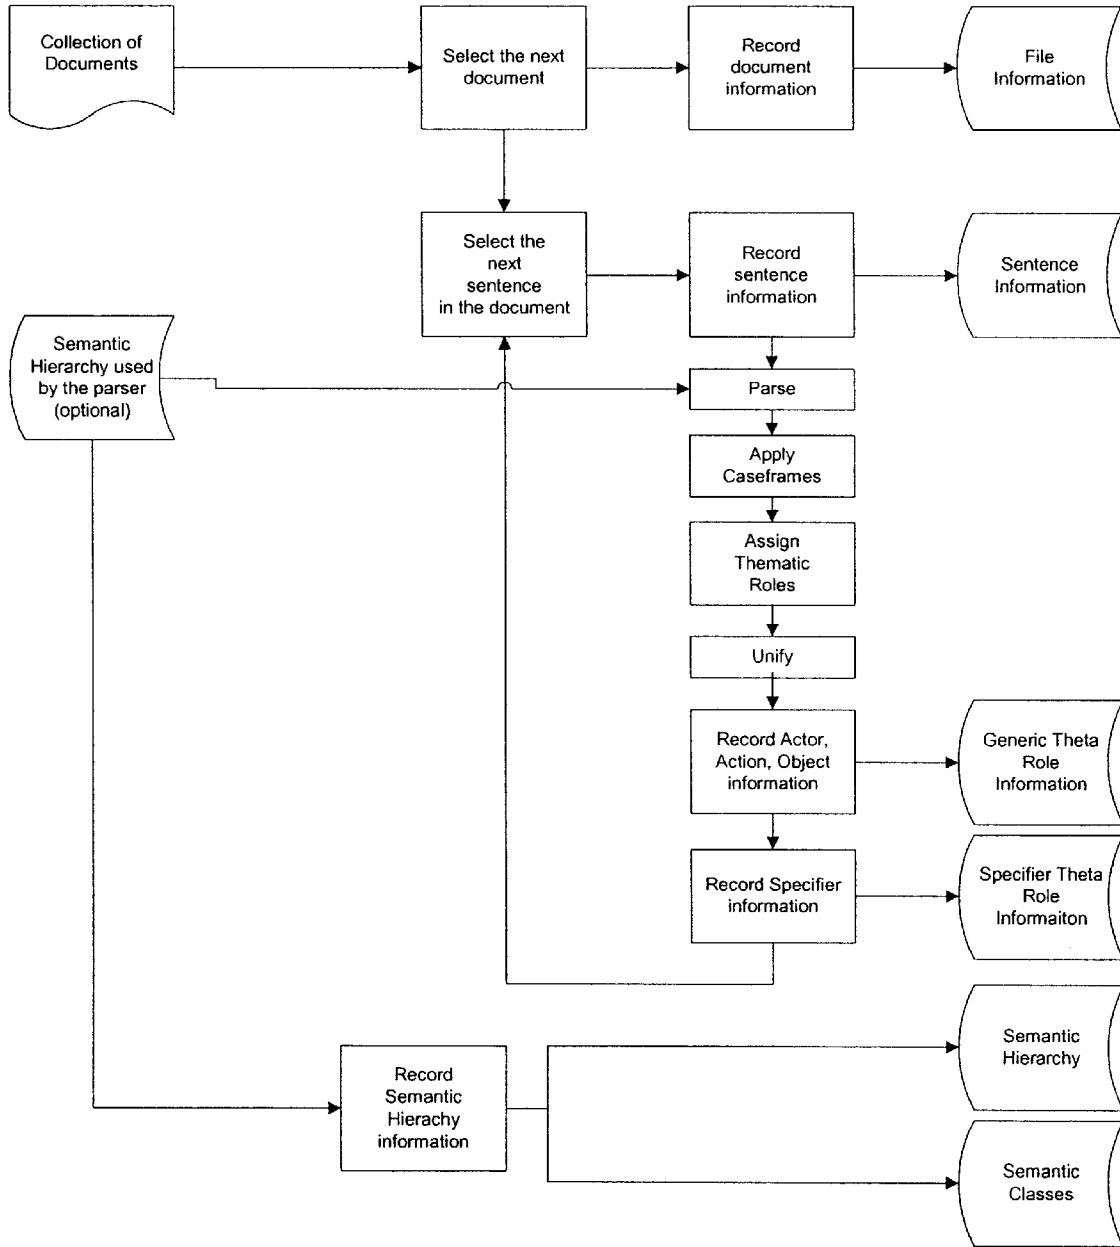 Collection of
Documents
Select the next
document
Record
document
information
File
Information
Select the
next
sentence
in the document
Record
sentence
information
Sentence
Information
Semantic
Hierarchy used
by the parser
(optional)
Parse
Apply
Caseframes
Assign
Thematic
Roles
Unify
Record Actor,
Action, Object
information
Generic Theta
Role
Information
Record Specifier
information
Specifier Theta
Role
Informaiton
Semantic
Hierarchy
Record
Semantic
Hierachy
information
Semantic
Classes